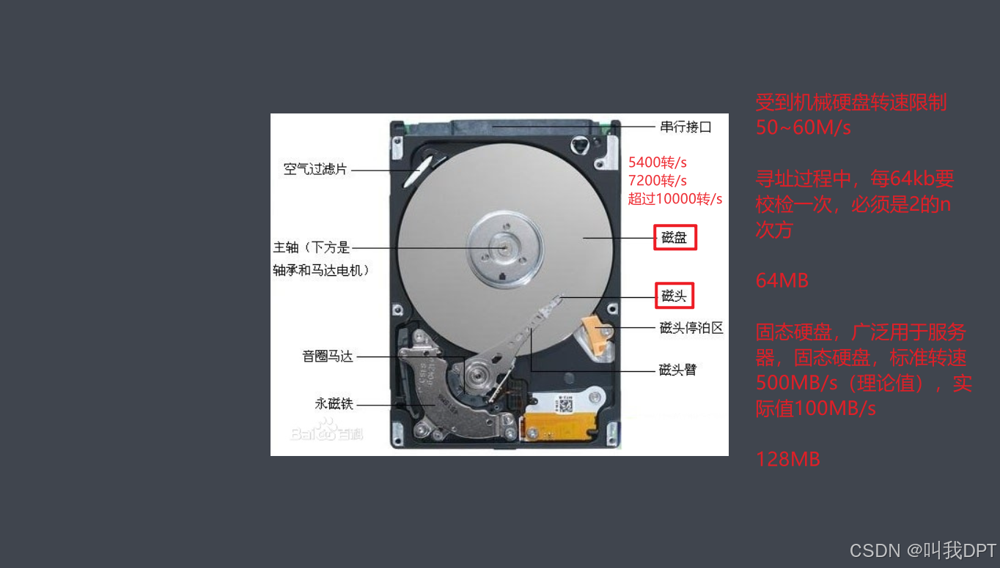 串行接口
空气过滤片
5400转/s
7200转/s
超过10000转/s
磁盘
主轴（下方是
轴承和马达电机）
磁头
磁头停泊区
音圈马达
磁头臂
永磁铁
Bai 百科
受到机械硬盘转速限制
50~60M/s
寻址过程中，每64kb要
校检一次，必须是2的n
次方
64MB
固态硬盘，广泛用于服务
器，固态硬盘，标准转速
500MB/s（理论值），实
际值100MB/s
128MB
CSDN @叫我DPT